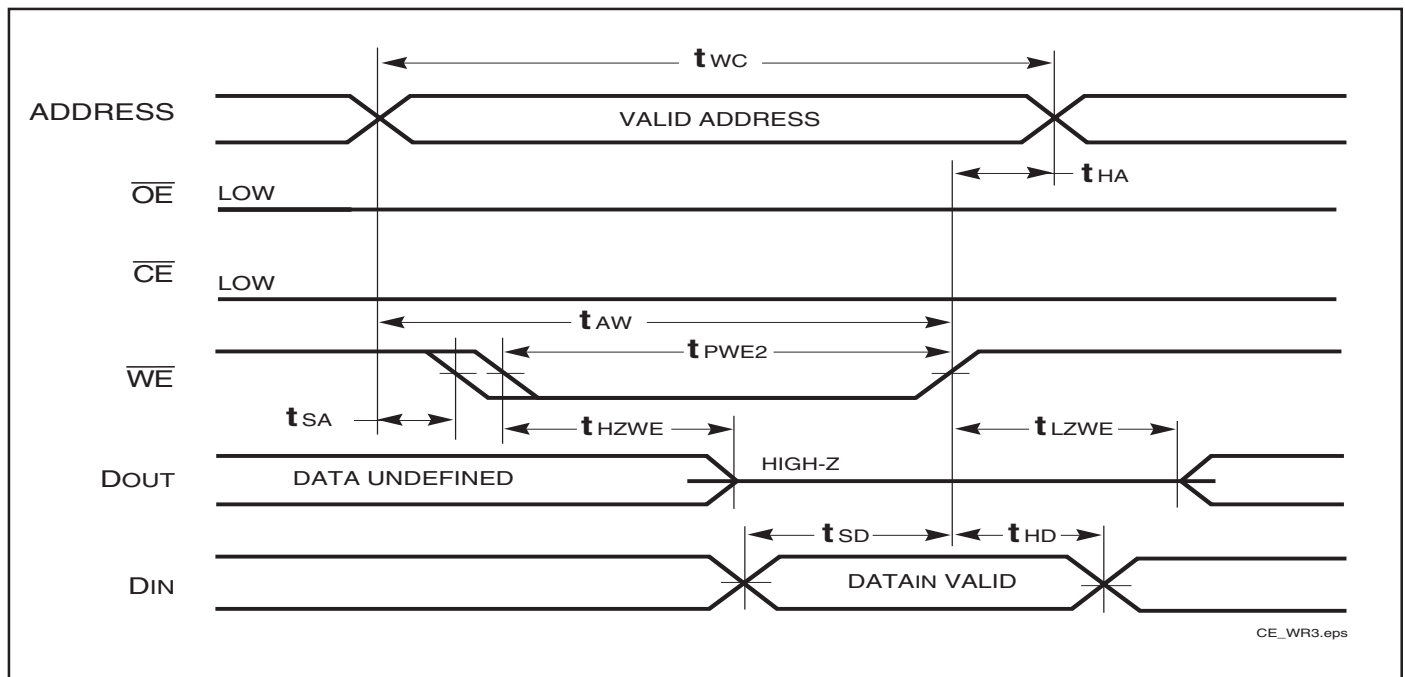 tWC
ADDRESS
VALID ADDRESS
tHA
OE
LOW
CE
LOW
tAW
tPWE2
WE
tSA
tHZWE
tLZWE
DOUT
DATA UNDEFINED
HIGH-Z
tSD
tHD
DIN
DATAIN VALID
CE_WR3.eps